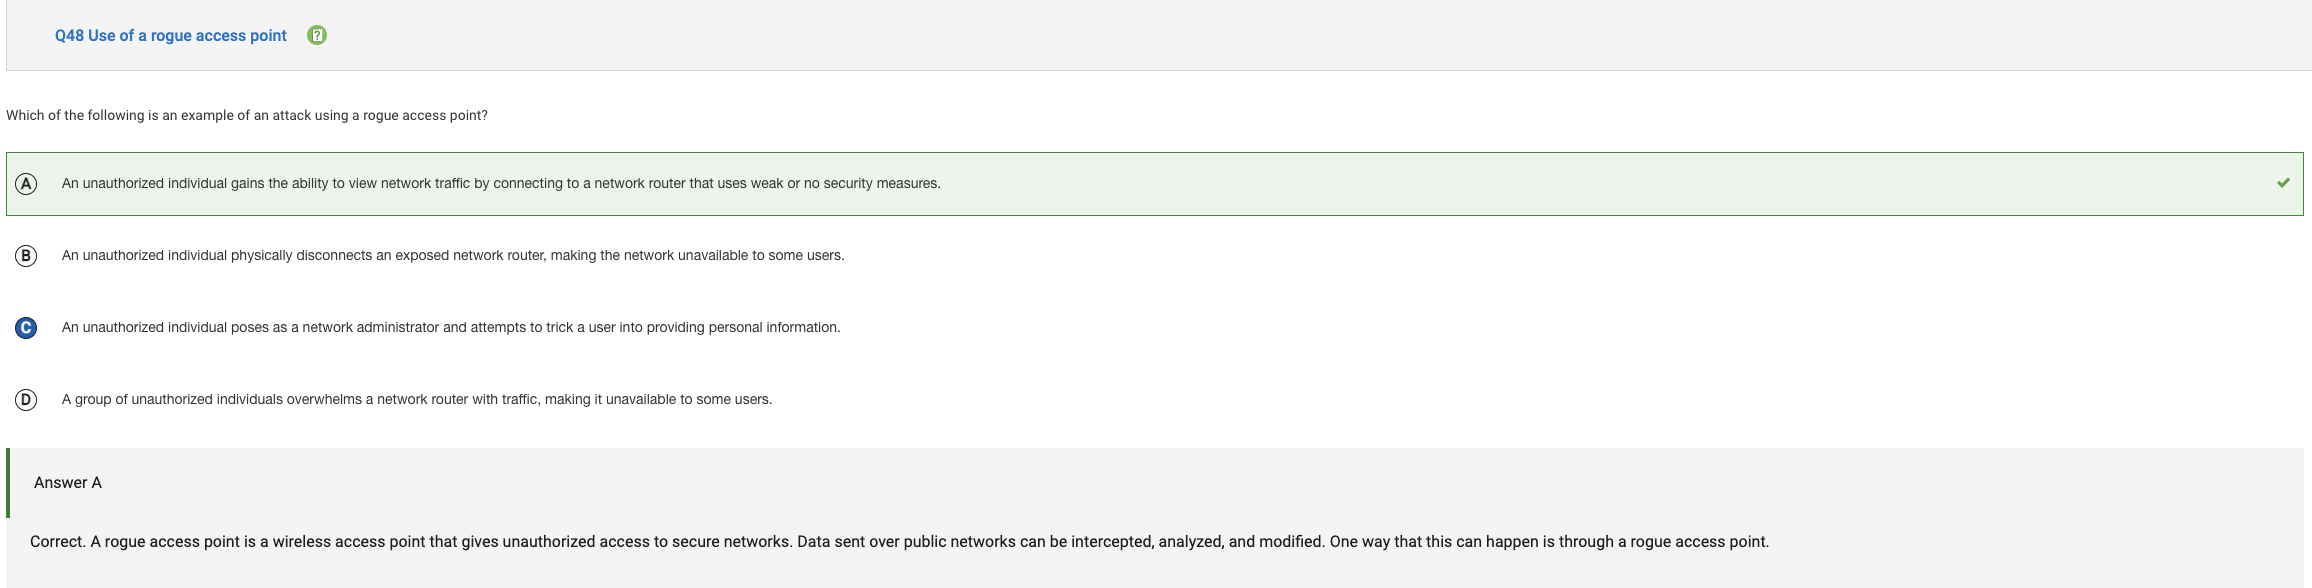 Q48 Use of a rogue access point
Which of the following is an example of an attack using a rogue access point?
A An unauthorized individual gains the ability to view network traffic by connecting to a network router that uses weak or no security measures.
B An unauthorized individual physically disconnects an exposed network router, making the network unavailable to some users.
C An unauthorized individual poses as a network administrator and attempts to trick a user into providing personal information.
D A group of unauthorized individuals overwhelms a network router with traffic, making it unavailable to some users.
Answer A
Correct. A rogue access point is a wireless access point that gives unauthorized access to secure networks. Data sent over public networks can be intercepted, analyzed, and modified. One way that this can happen is through a rogue access point.